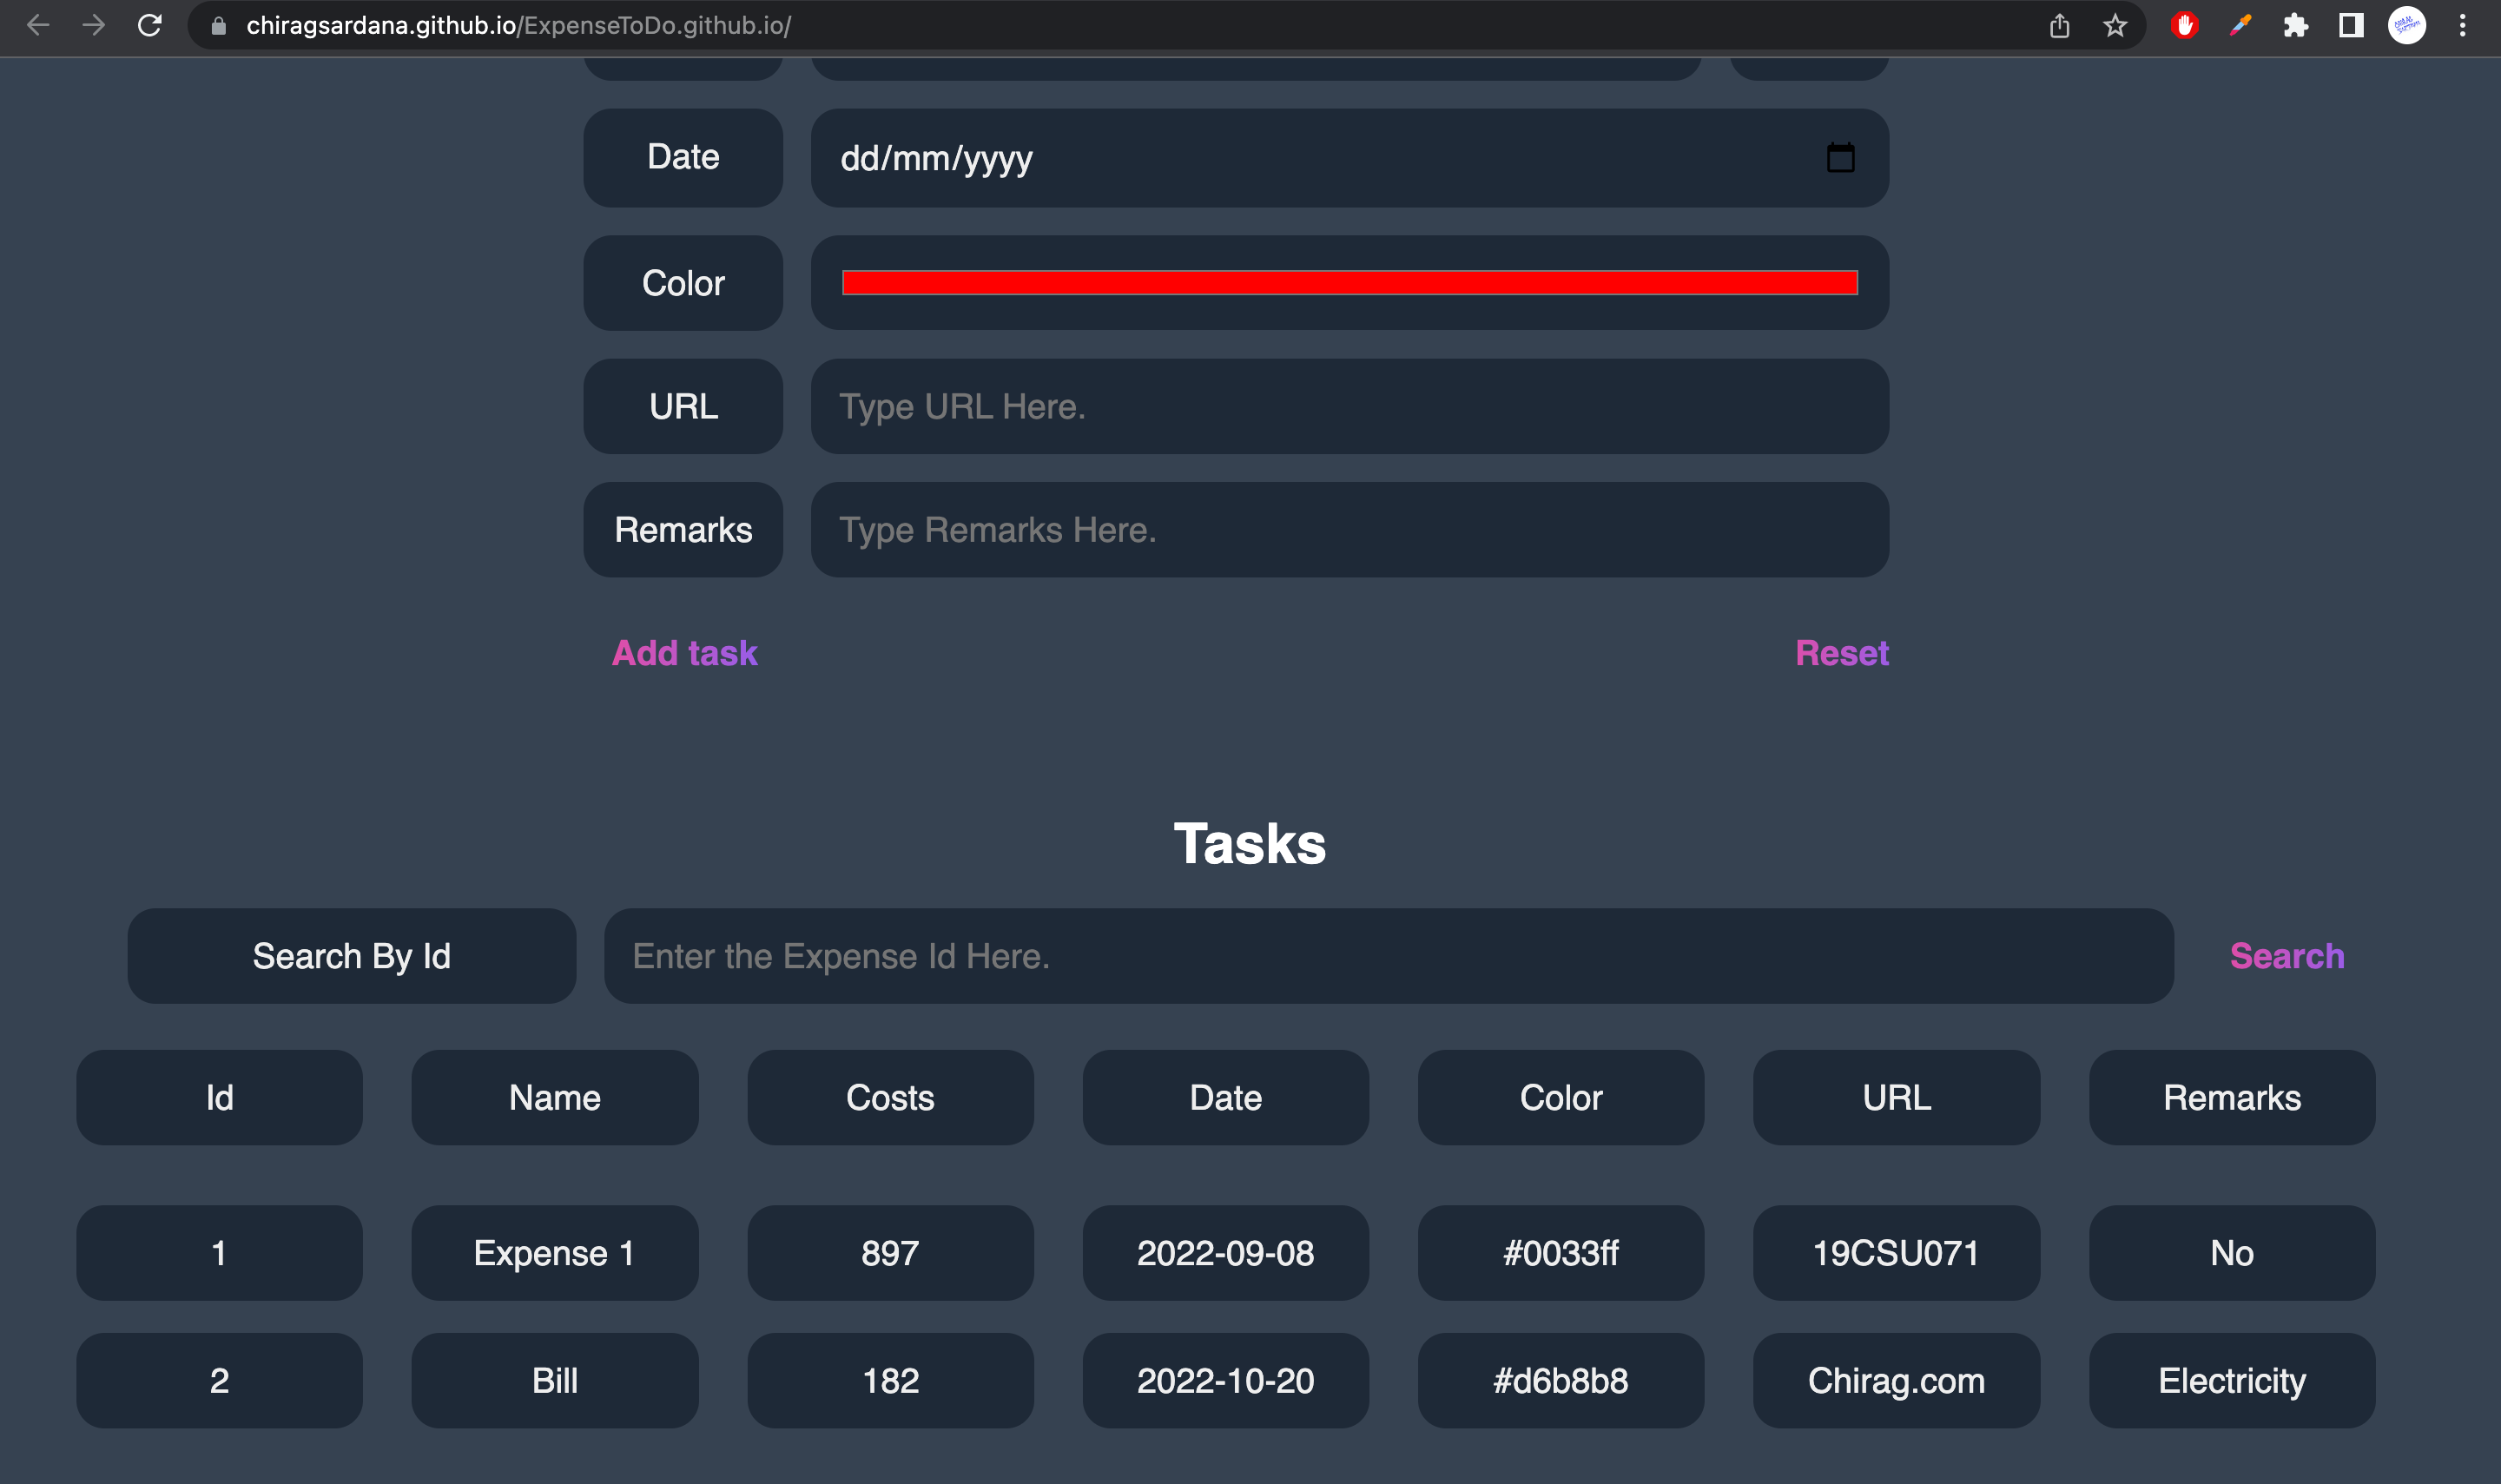 chiragsardana.github.io/ExpenseToDo.github.io/
Date dd/mm/yyyy
Color
URL Type URL Here.
Remarks Type Remarks Here.
Add task Reset
Tasks
Search By Id Enter the Expense Id Here. Search
Id Name Costs Date Color URL Remarks
1 Expense 1 897 2022-09-08 #0033ff 19CSU071 No
2 Bill 182 2022-10-20 #d6b8b8 Chirag.com Electricity